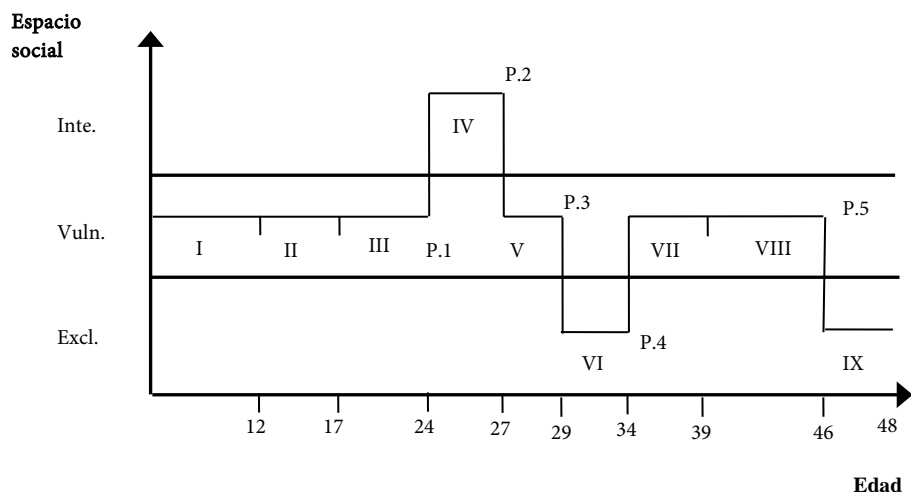 Espacio
social
P.2
Inte.
IV
P.3
P.5
Vuln.
I
II
III
P.1
V
VII
VIII
Excl.
P.4
VI
IX
12
17
24
27
29
34
39
46
48
Edad